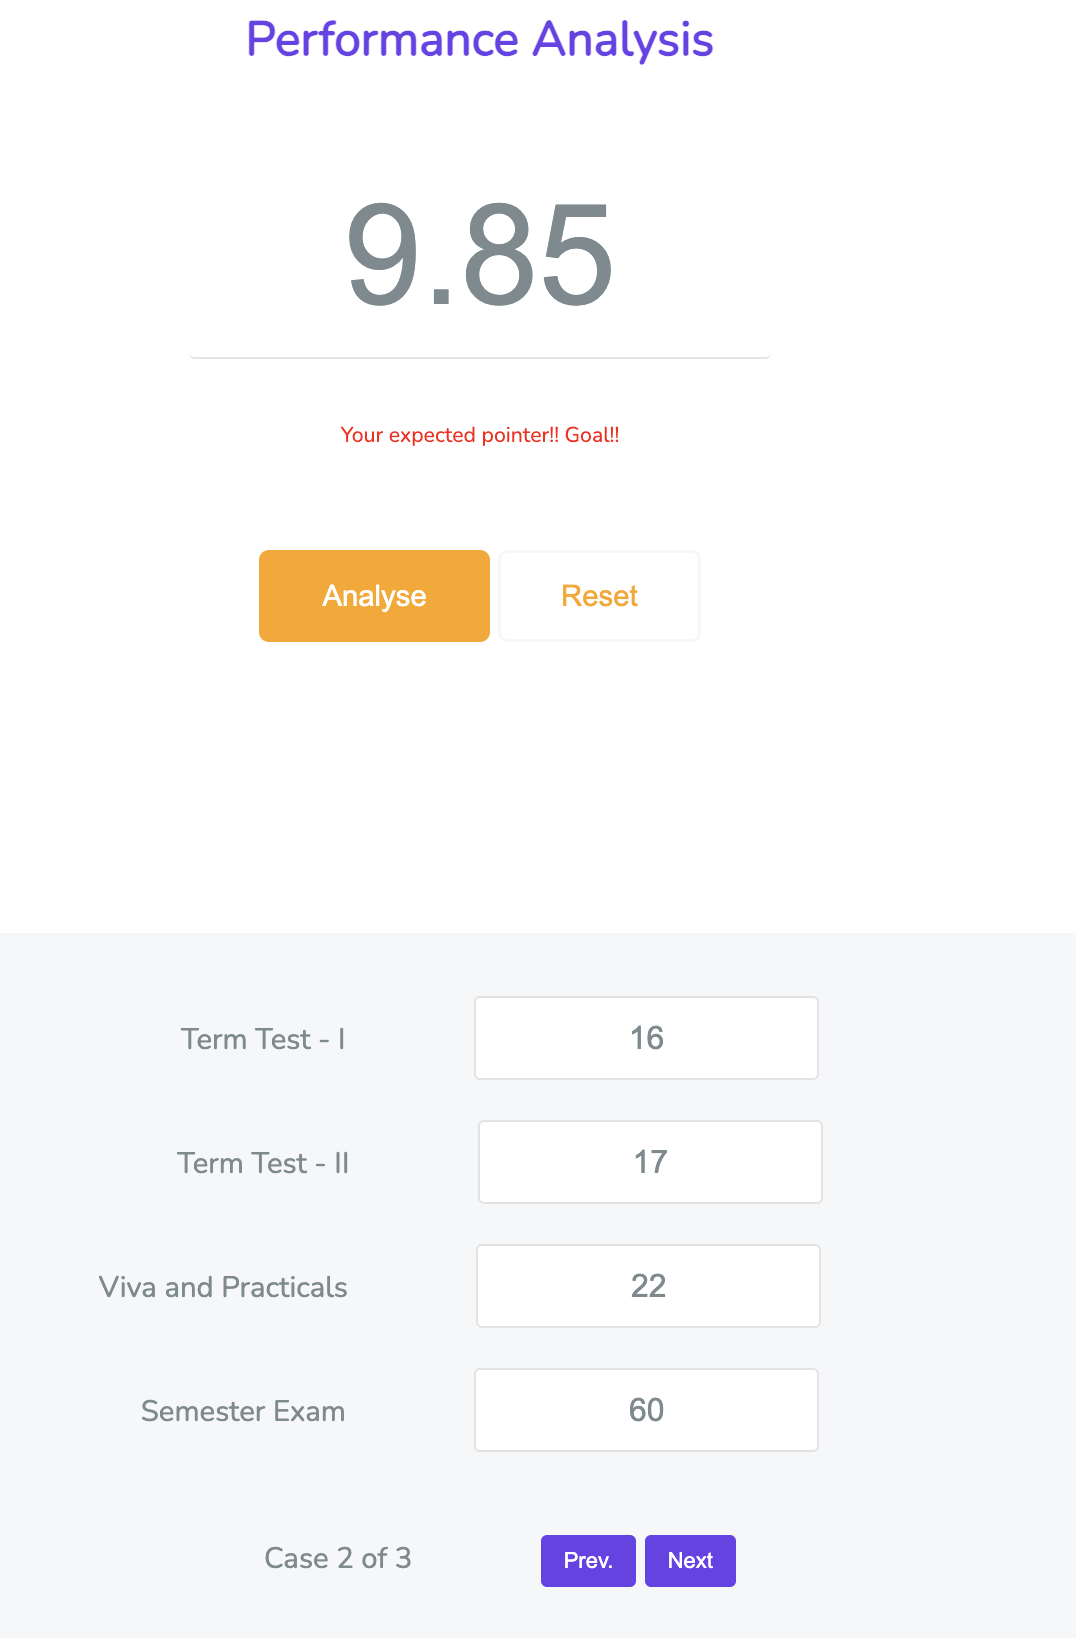 Performance Analysis
9.85
Your expected pointer!! Goal!!
Analyse Reset
Term Test - I 16
Term Test - II 17
Viva and Practicals 22
Semester Exam 60
Case 2 of 3 Prev. Next